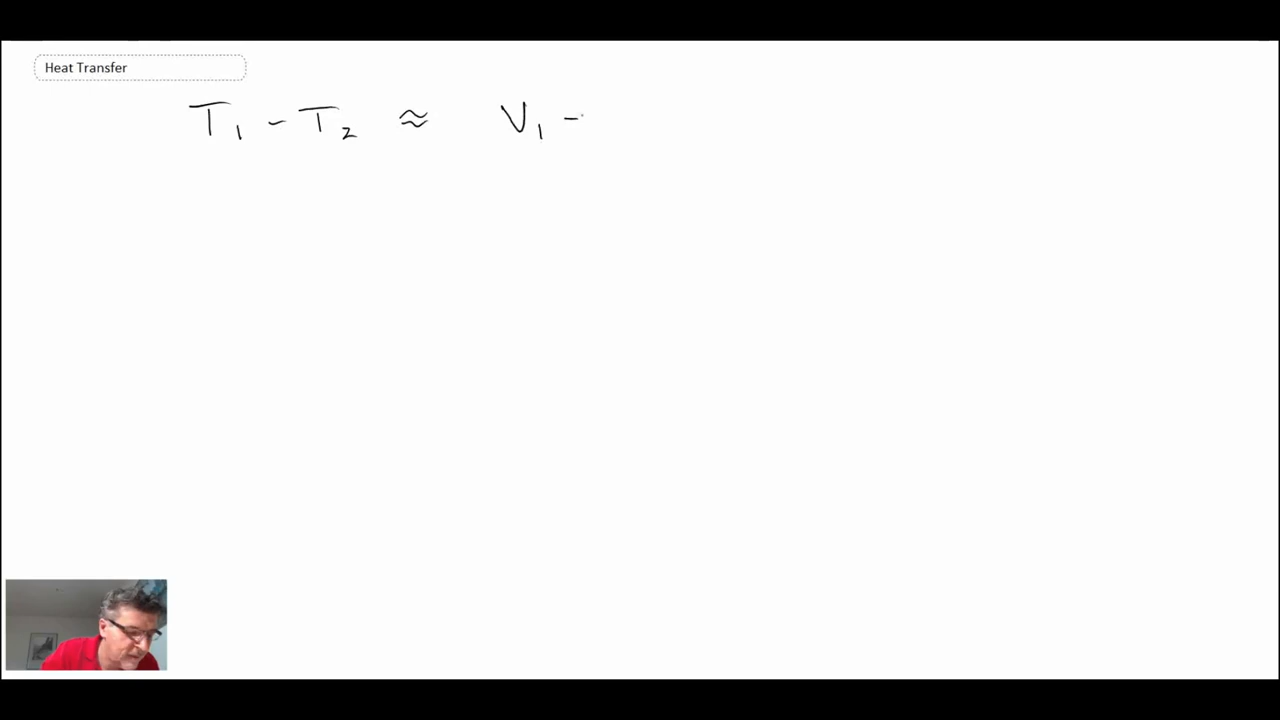 Heat Transfer
T₁ - T₂ ≈ V₁ -